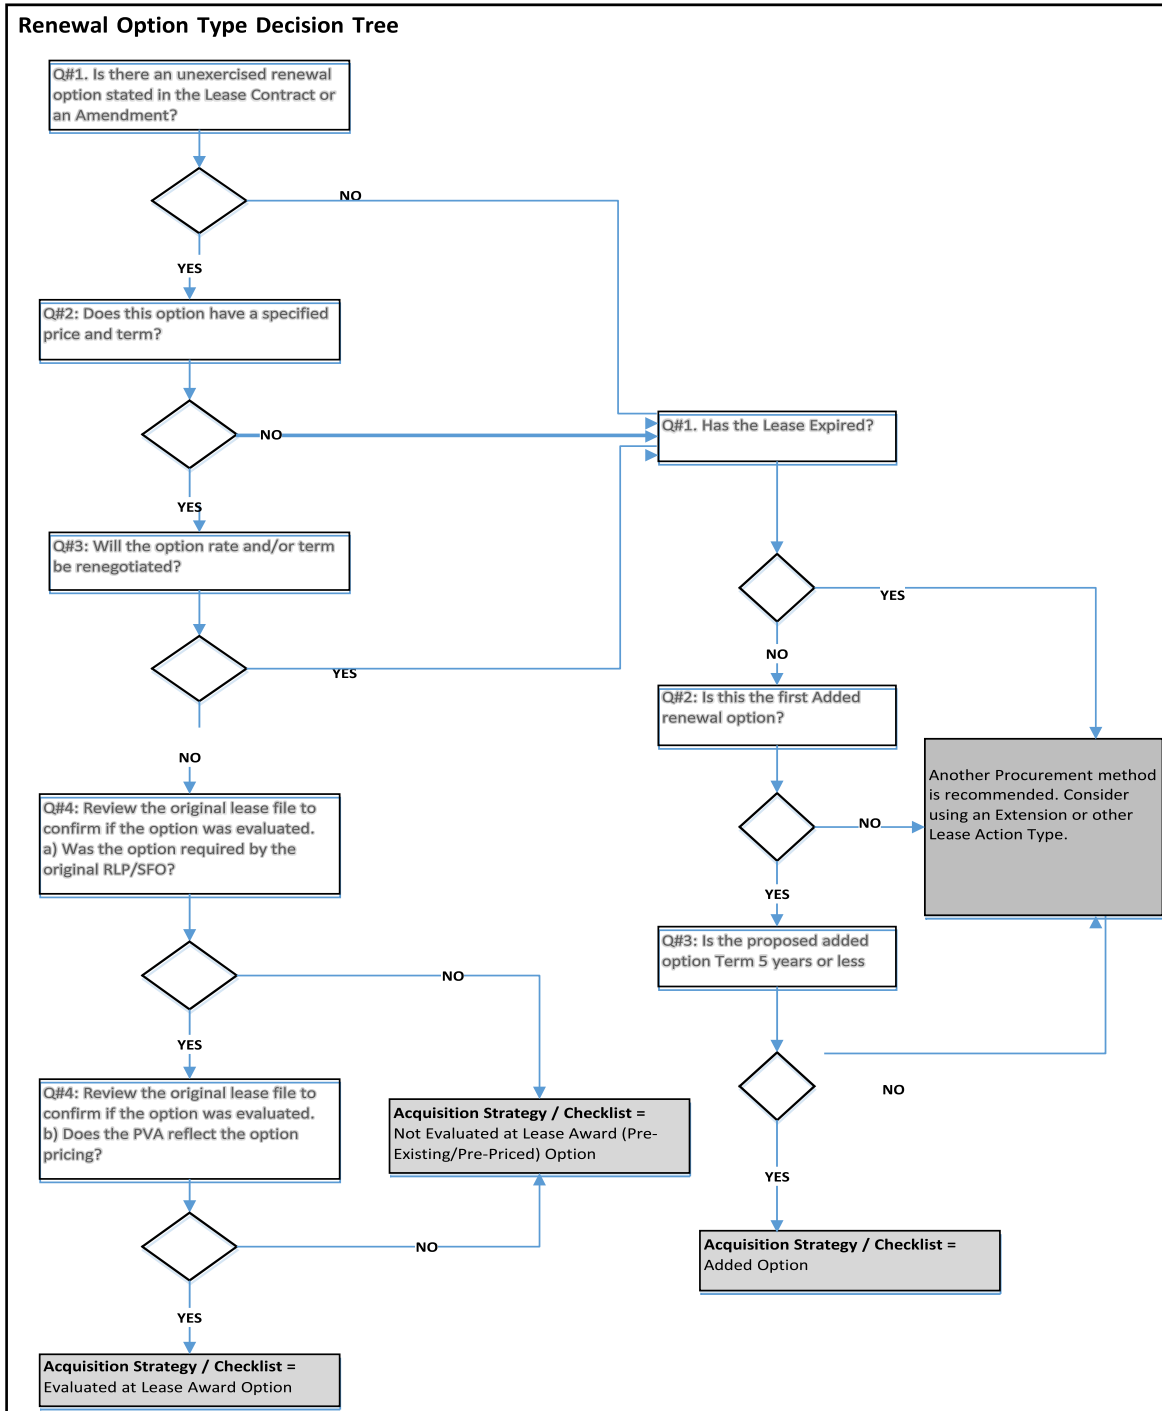 Renewal Option Type Decision Tree
Q#1. Is there an unexercised renewal
option stated in the Lease Contract or
an Amendment?
NO
YES
Q#2: Does this option have a specified
price and term?
NO
YES
Q#3: Will the option rate and/or term
be renegotiated?
YES
NO
Q#4: Review the original lease file to
confirm if the option was evaluated.
a) Was the option required by the
original RLP/SFO?
NO
YES
Q#4: Review the original lease file to
confirm if the option was evaluated.
b) Does the PVA reflect the option
pricing?
NO
YES
Acquisition Strategy / Checklist =
Evaluated at Lease Award Option
Acquisition Strategy / Checklist =
Not Evaluated at Lease Award (Pre-
Existing/Pre-Priced) Option
Q#1. Has the Lease Expired?
YES
NO
Q#2: Is this the first Added
renewal option?
NO
YES
Another Procurement method
is recommended. Consider
using an Extension or other
Lease Action Type.
Q#3: Is the proposed added
option Term 5 years or less
NO
YES
Acquisition Strategy / Checklist =
Added Option